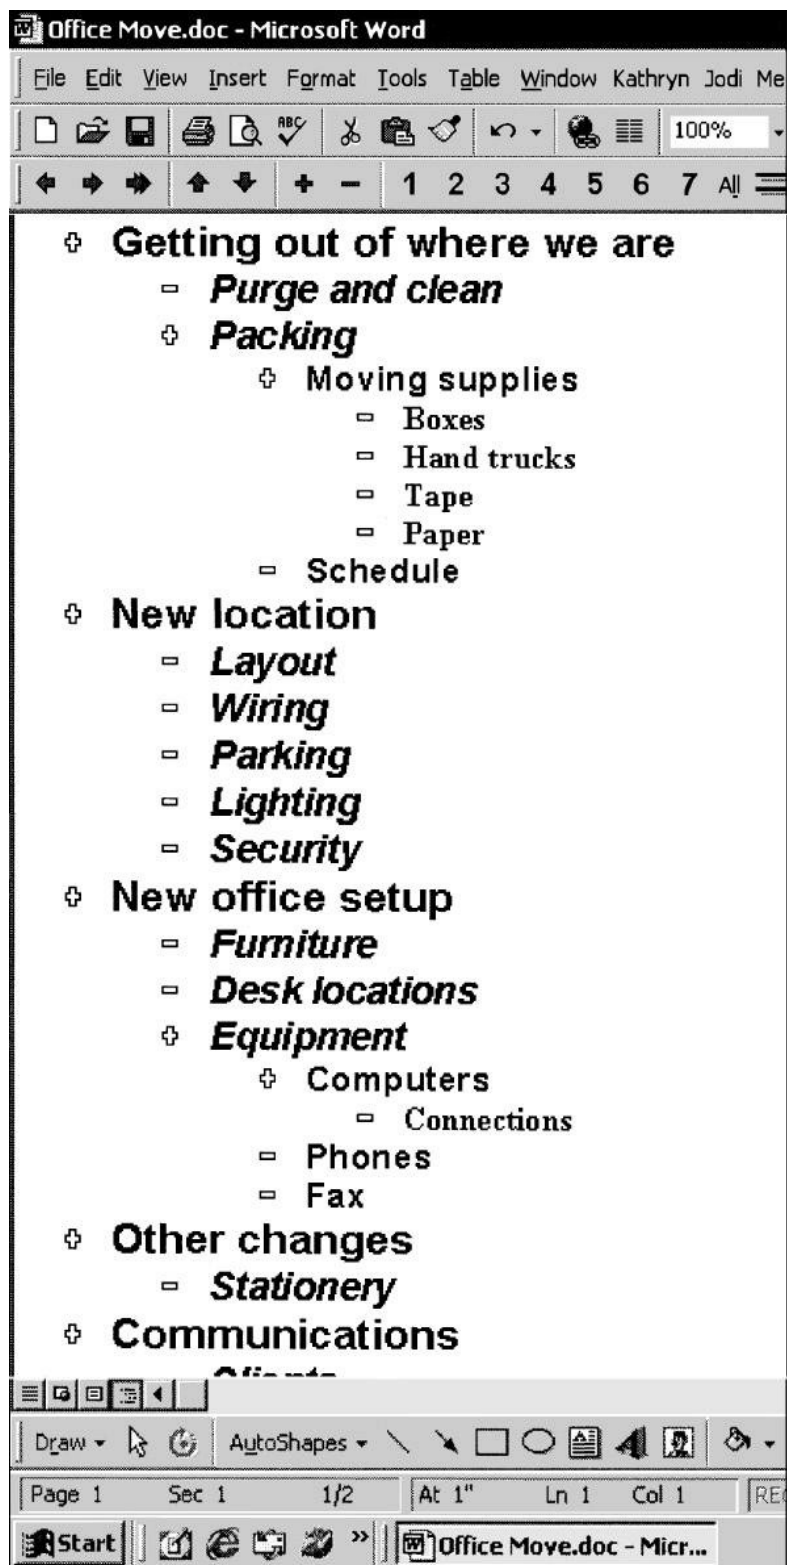 Office Move.doc - Microsoft Word
File Edit View Insert Format Tools Table Window Kathryn Jodi Me
ABC 100%
1 2 3 4 5 6 7 All
Getting out of where we are
Purge and clean
Packing
Moving supplies
Boxes
Hand trucks
Tape
Paper
Schedule
New location
Layout
Wiring
Parking
Lighting
Security
New office setup
Furniture
Desk locations
Equipment
Computers
Connections
Phones
Fax
Other changes
Stationery
Communications
Draw AutoShapes
Page 1 Sec 1 1/2 At 1" Ln 1 Col 1 REC
Start » Office Move.doc - Micr...